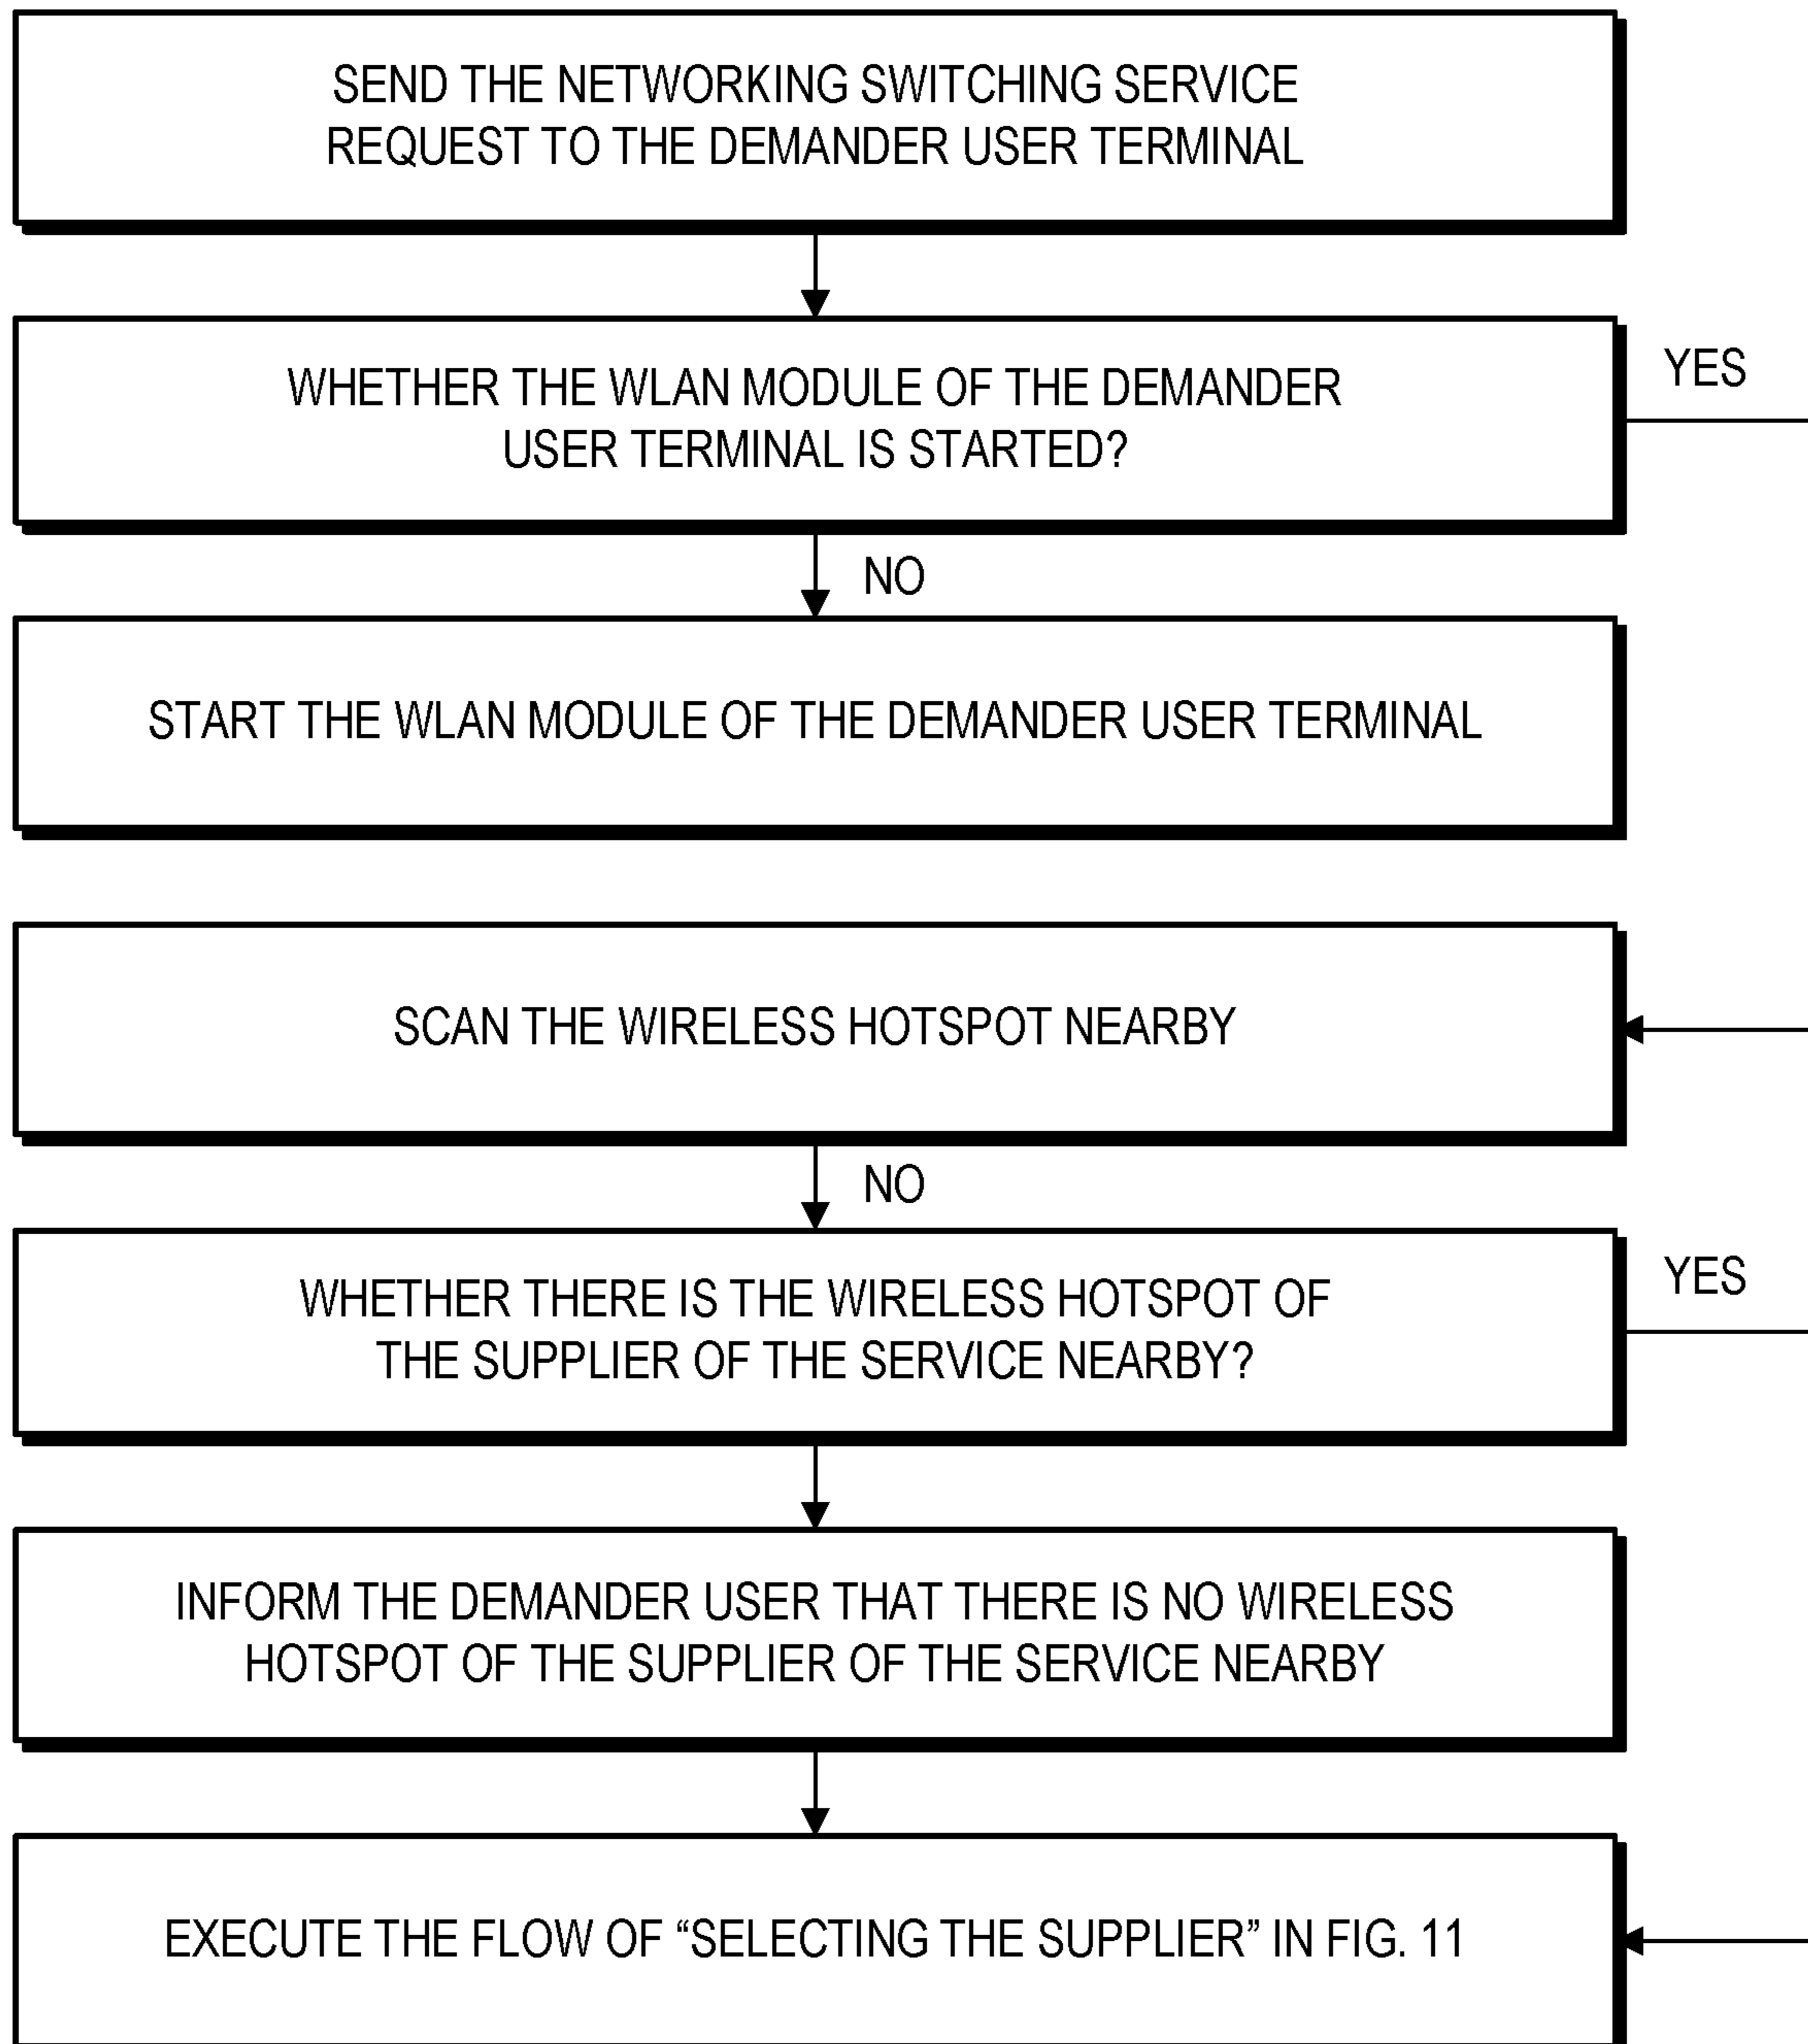 SEND THE NETWORKING SWITCHING SERVICE
REQUEST TO THE DEMANDER USER TERMINAL
WHETHER THE WLAN MODULE OF THE DEMANDER
USER TERMINAL IS STARTED?
YES
NO
START THE WLAN MODULE OF THE DEMANDER USER TERMINAL
SCAN THE WIRELESS HOTSPOT NEARBY
NO
WHETHER THERE IS THE WIRELESS HOTSPOT OF
THE SUPPLIER OF THE SERVICE NEARBY?
YES
INFORM THE DEMANDER USER THAT THERE IS NO WIRELESS
HOTSPOT OF THE SUPPLIER OF THE SERVICE NEARBY
EXECUTE THE FLOW OF “SELECTING THE SUPPLIER” IN FIG. 11